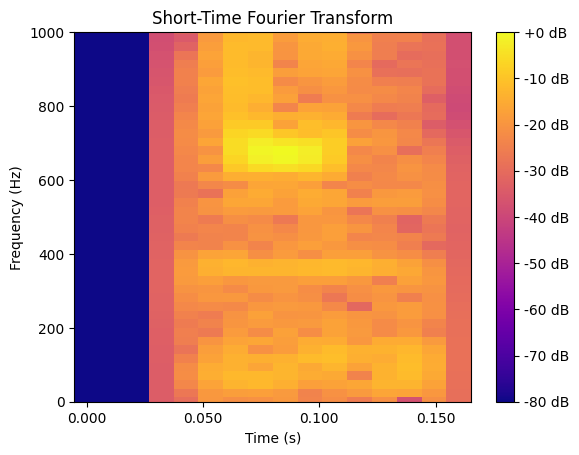 Short-Time Fourier Transform
1000
800
600
400
200
0
Frequency (Hz)
0.000
0.050
0.100
0.150
Time (s)
+0 dB
-10 dB
-20 dB
-30 dB
-40 dB
-50 dB
-60 dB
-70 dB
-80 dB